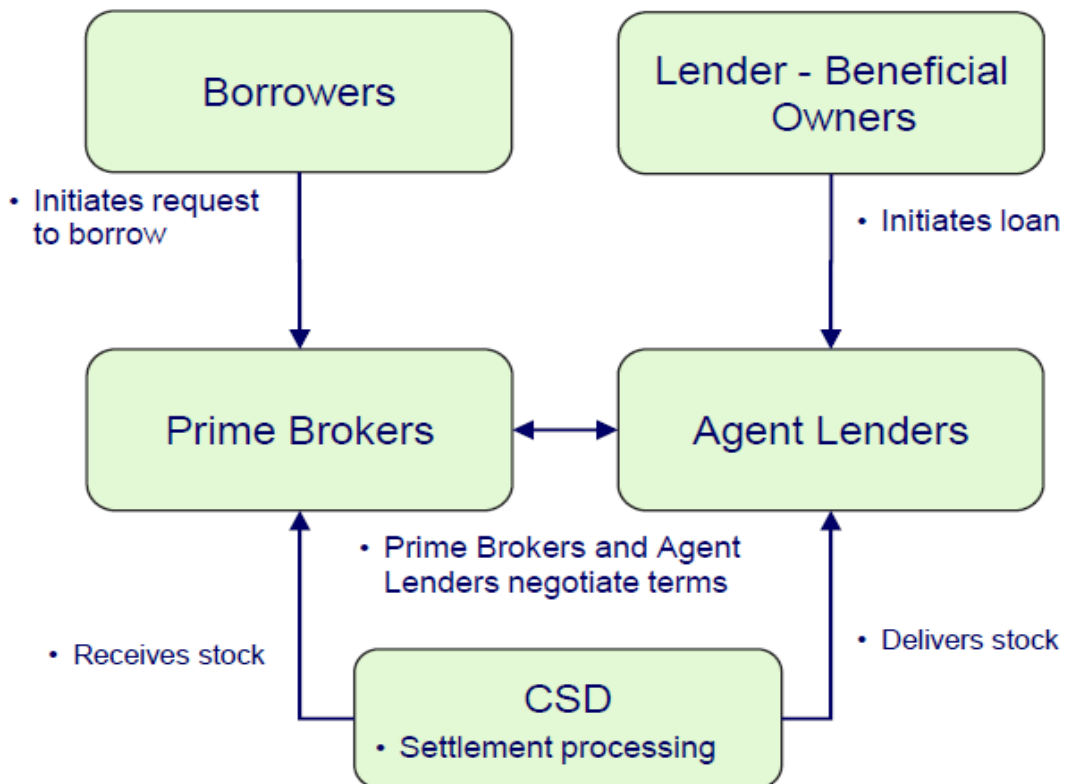 Borrowers
Lender - Beneficial
Owners
• Initiates request
to borrow
• Initiates loan
Prime Brokers
Agent Lenders
• Prime Brokers and Agent
Lenders negotiate terms
• Receives stock
• Delivers stock
CSD
• Settlement processing